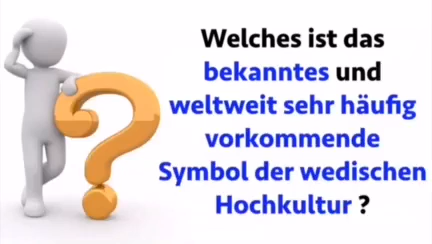 Welches ist das
bekanntes und
weltweit sehr häufig
vorkommende
Symbol der wedischen
Hochkultur ?